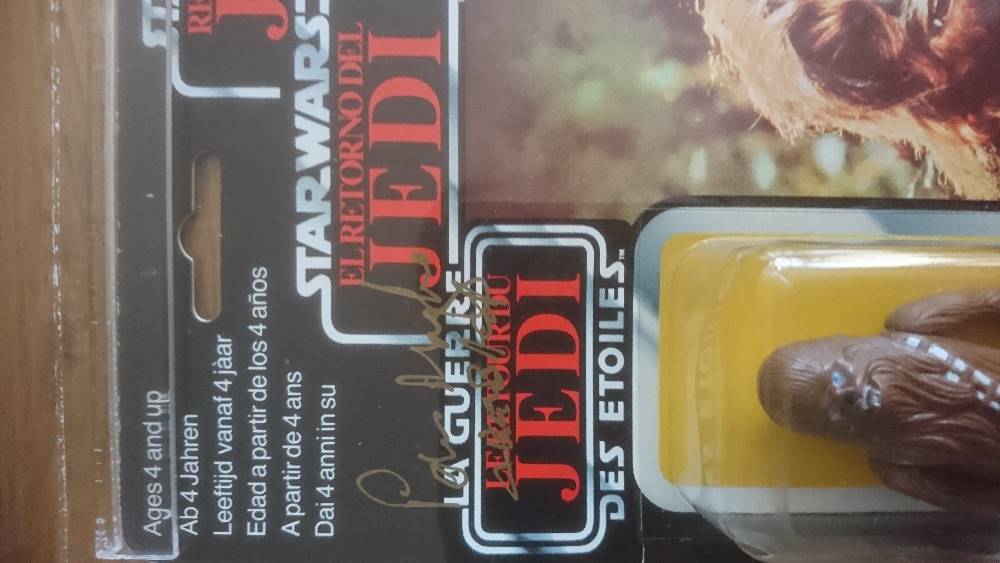 Ages 4 and up
Ab 4 Jahren
Leeftijd vanaf 4 jàar
Edad a partir de los 4 años
A partir de 4 ans
Dai 4 anni in su
STAR WARS
EL RETORNO DEL
JEDI
LA GUERRE
LE RETOUR DU
JEDI
DES ETOILES™